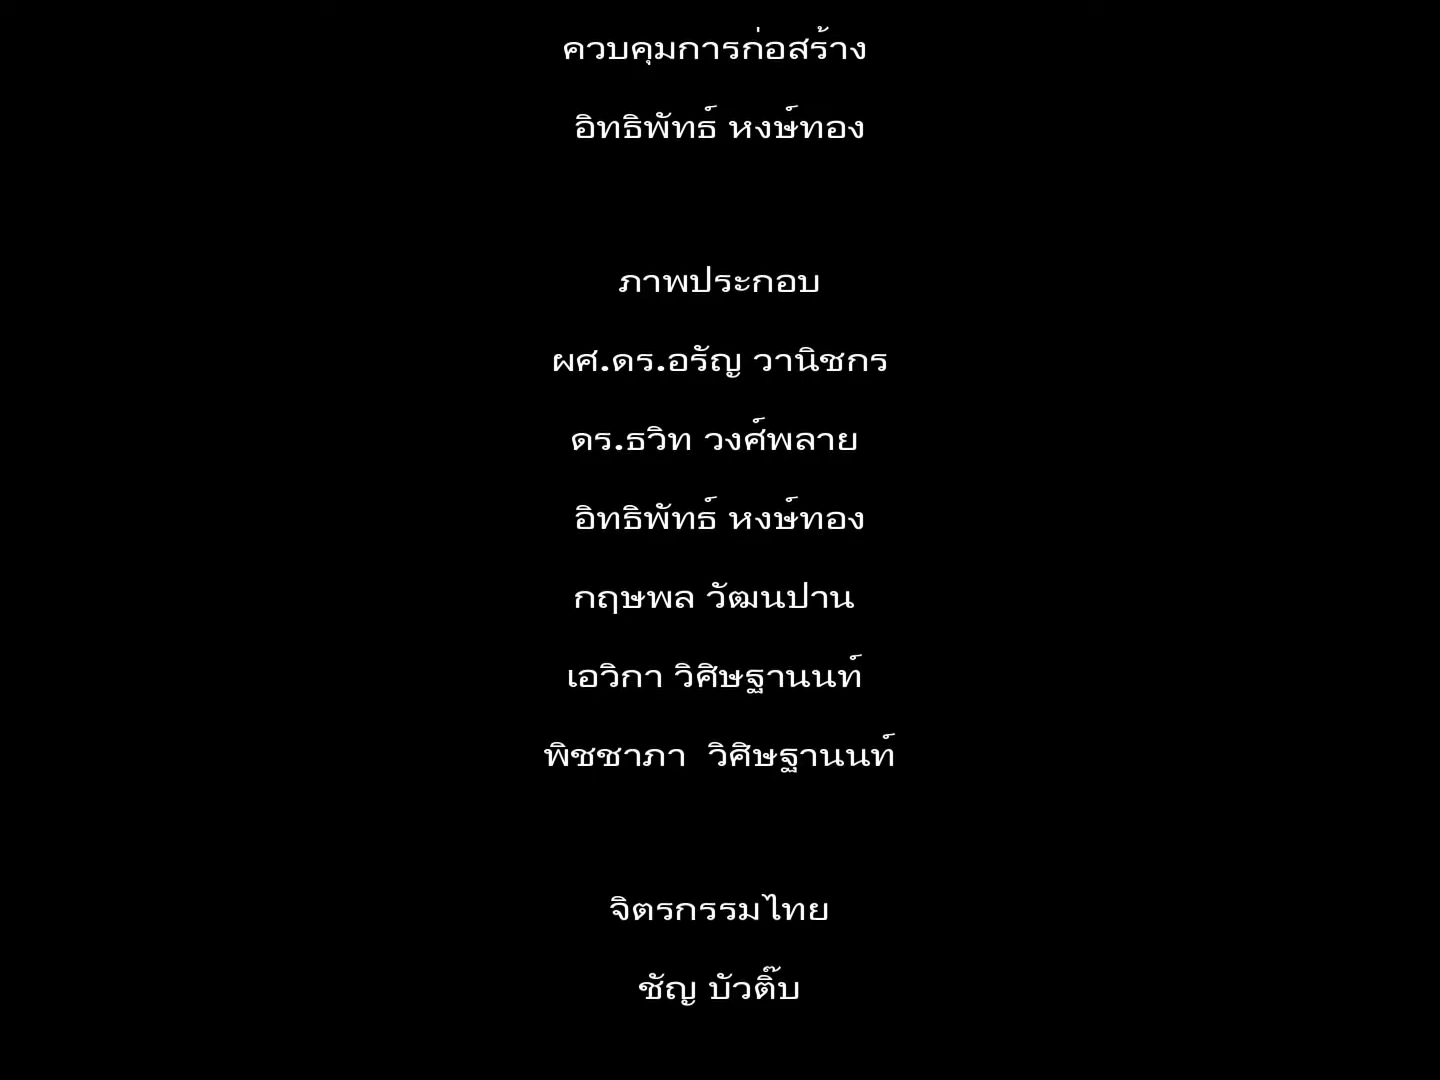 ควบคุมการก่อสร้าง
อิทธิพัทธ์ หงษ์ทอง
ภาพประกอบ
ผศ.ดร.อรัญ วานิชกร
ดร.ธวิท วงศ์พลาย
อิทธิพัทธ์ หงษ์ทอง
กฤษพล วัฒนปาน
เอวิกา วิศิษฐานนท์
พิชชาภา วิศิษฐานนท์
จิตรกรรมไทย
ชัญ บัวติ๊บ